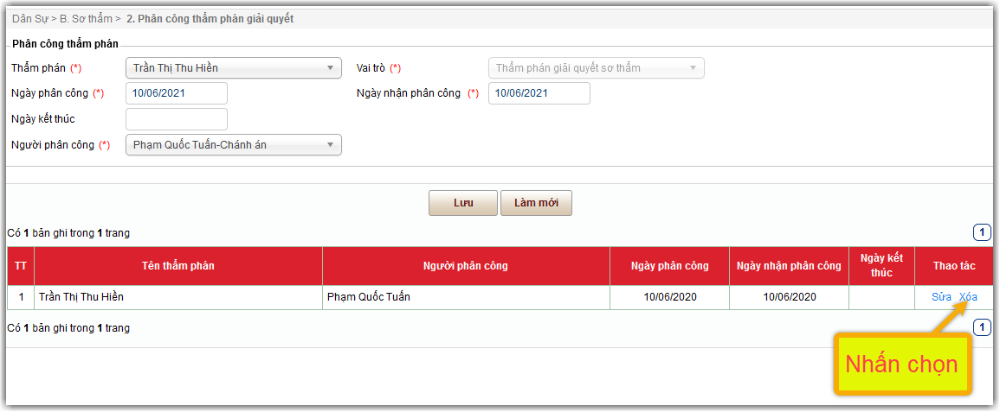 Dân Sự > B. Sơ thẩm > 2. Phân công thẩm phán giải quyết
Phân công thẩm phán
Thẩm phán (*) Trần Thị Thu Hiền Vai trò (*) Thẩm phán giải quyết sơ thẩm
Ngày phân công (*) 10/06/2021 Ngày nhận phân công (*) 10/06/2021
Ngày kết thúc
Người phân công (*) Phạm Quốc Tuấn-Chánh án
Lưu Làm mới
Có 1 bản ghi trong 1 trang 1
TT Tên thẩm phán Người phân công Ngày phân công Ngày nhận phân công Ngày kết thúc Thao tác
1 Trần Thị Thu Hiền Phạm Quốc Tuấn 10/06/2020 10/06/2020 Sửa Xóa
Có 1 bản ghi trong 1 trang 1
Nhấn chọn